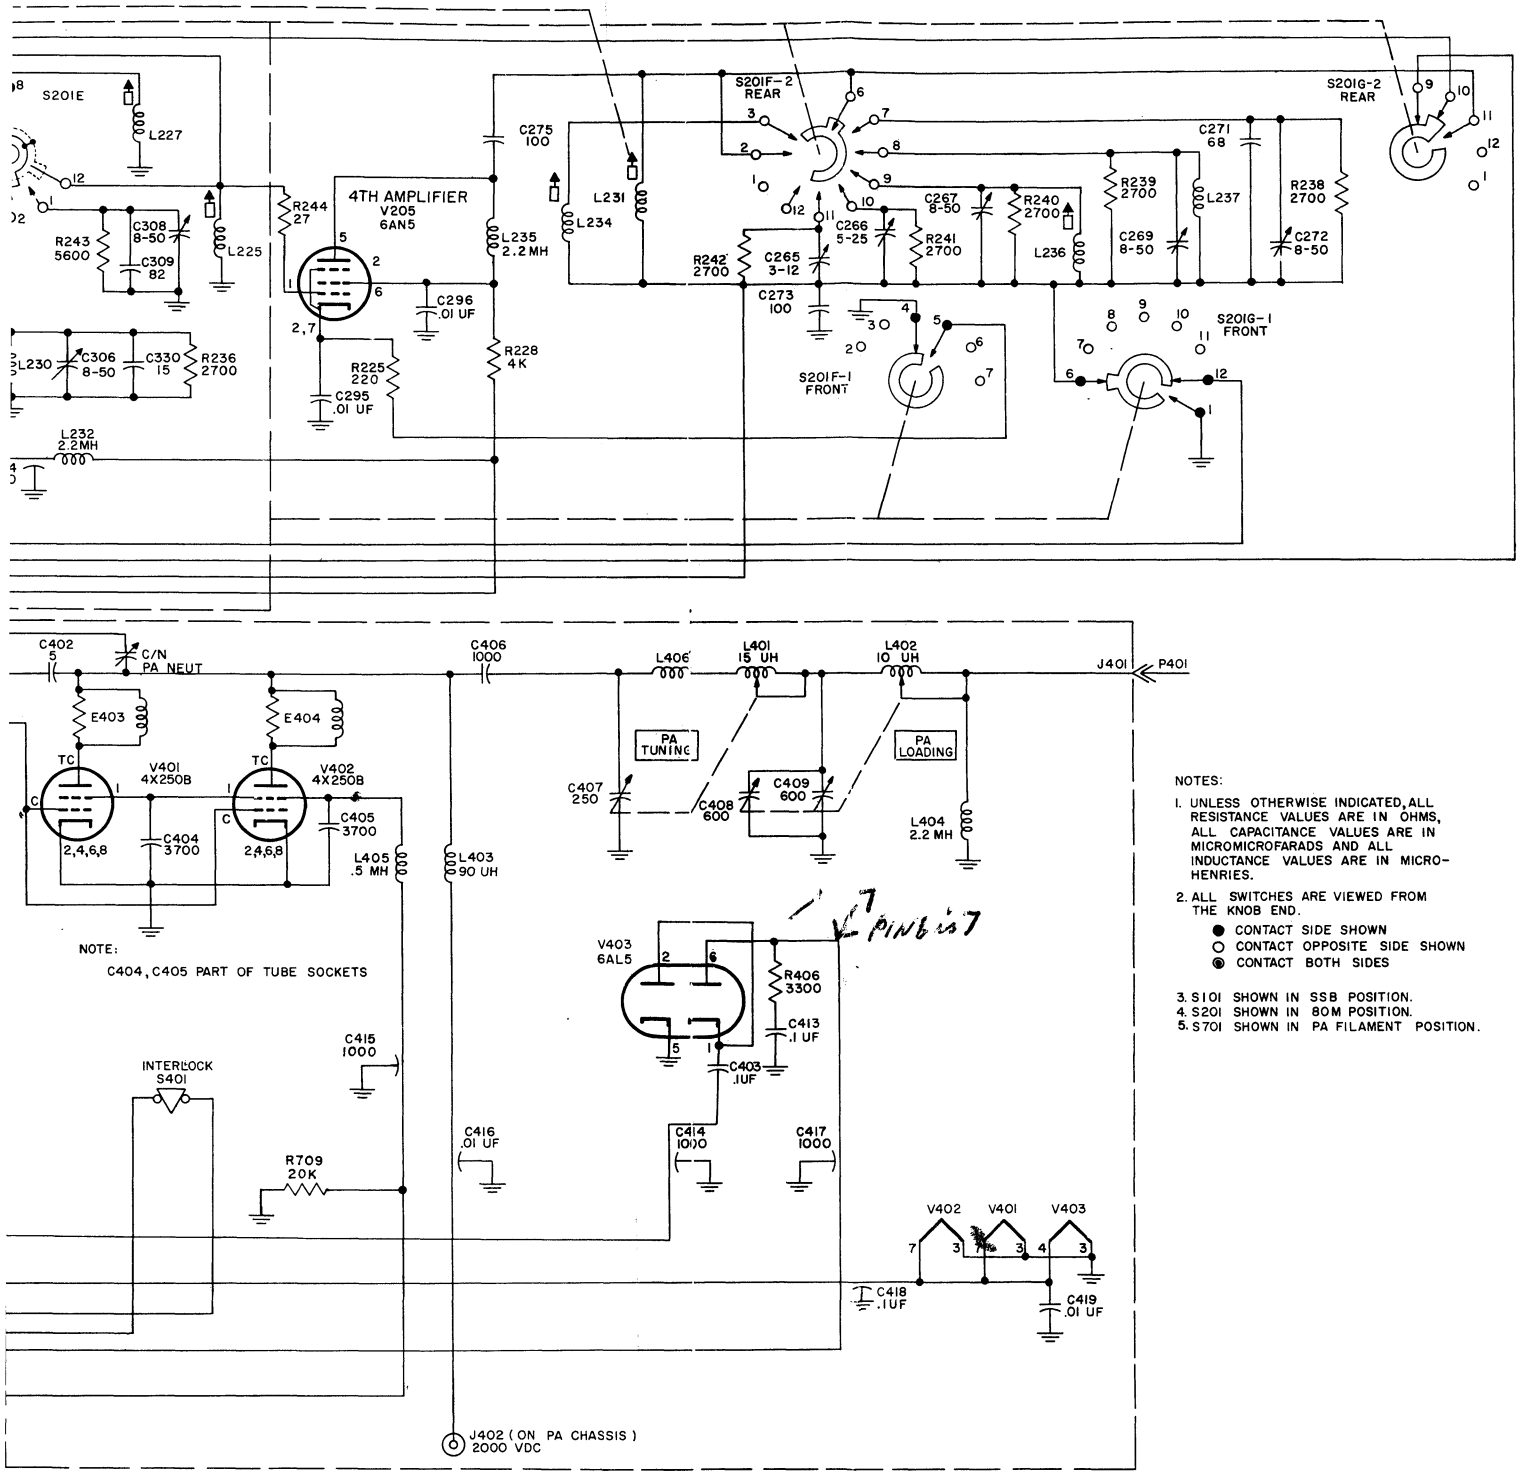 8
S201E
L227
12
1
02
R243
5600
C308
8-50
C309
82
L225
R244
27
4TH AMPLIFIER
V205
6AN5
5
2
1
6
2,7
C275
100
L235
2.2MH
C296
.01 UF
R228
4K
R225
220
C295
.01 UF
L230
C306
8-50
C330
15
R236
2700
L232
2.2MH
4
0
L234
L231
S201F-2
REAR
3
2
1
12
11
10
9
8
7
6
R242
2700
C265
3-12
C273
100
C266
5-25
R241
2700
C267
8-50
R240
2700
L236
R239
2700
C269
8-50
L237
C271
68
C272
8-50
R238
2700
S201G-2
REAR
9
10
11
12
1
S201F-1
FRONT
2
3
4
5
6
7
S201G-1
FRONT
6
7
8
9
10
11
12
1
C402
5
C/N
PA NEUT
E403
E404
TC
TC
V401
4X250B
V402
4X250B
C
1
1
C
2,4,6,8
2,4,6,8
C404
3700
C405
3700
L405
.5 MH
L403
90 UH
C406
1000
L406
L401
15 UH
L402
10 UH
J401
P401
PA
TUNING
PA
LOADING
C407
250
C408
600
C409
600
L404
2.2 MH
NOTE:
C404, C405 PART OF TUBE SOCKETS
V403
6AL5
2
6
5
1
7
PIN 6 is 7
R406
3300
C413
.1 UF
C403
.1UF
C415
1000
INTERLOCK
S401
R709
20K
C416
.01 UF
C414
1000
C417
1000
V402
V401
V403
7
3
3
4
3
C418
.1UF
C419
.01 UF
J402 (ON PA CHASSIS)
2000 VDC
NOTES:
1. UNLESS OTHERWISE INDICATED, ALL
RESISTANCE VALUES ARE IN OHMS,
ALL CAPACITANCE VALUES ARE IN
MICROMICROFARADS AND ALL
INDUCTANCE VALUES ARE IN MICRO-
HENRIES.
2. ALL SWITCHES ARE VIEWED FROM
THE KNOB END.
CONTACT SIDE SHOWN
CONTACT OPPOSITE SIDE SHOWN
CONTACT BOTH SIDES
3. S101 SHOWN IN SSB POSITION.
4. S201 SHOWN IN 80M POSITION.
5. S701 SHOWN IN PA FILAMENT POSITION.